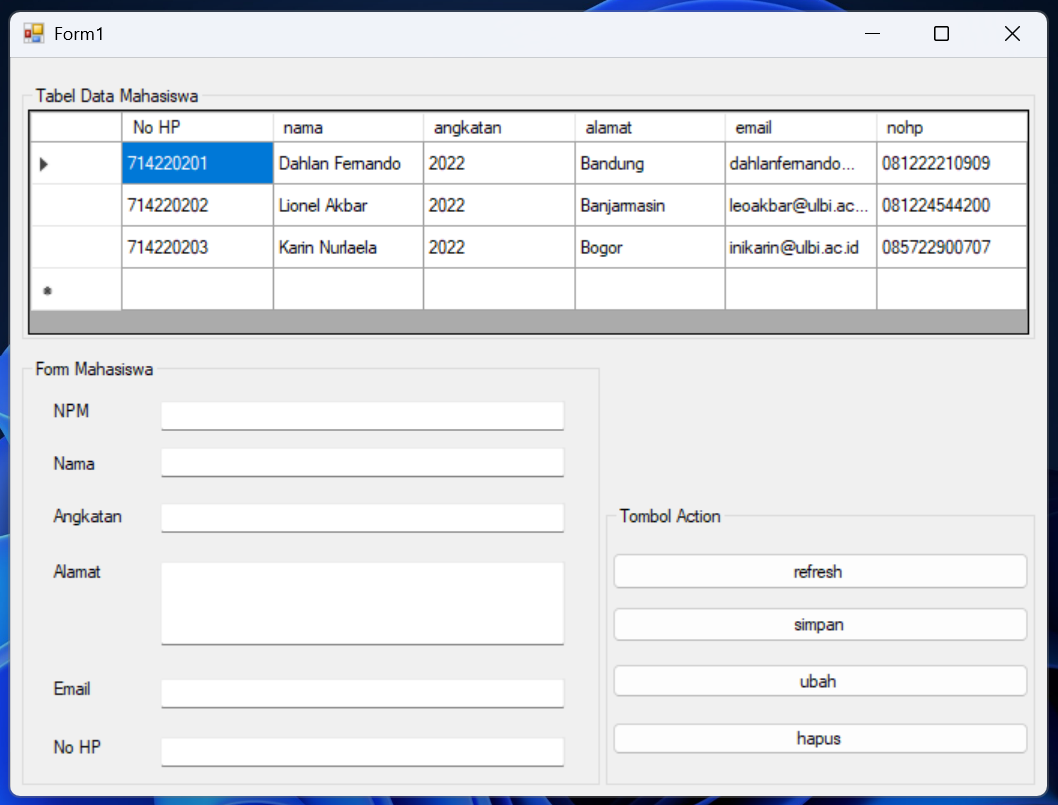 Form1
Tabel Data Mahasiswa
No HP nama angkatan alamat email nohp
714220201 Dahlan Fernando 2022 Bandung dahlanfernando... 081222210909
714220202 Lionel Akbar 2022 Banjarmasin leoakbar@ulbi.ac... 081224544200
714220203 Karin Nurlaela 2022 Bogor inikarin@ulbi.ac.id 085722900707
Form Mahasiswa
NPM
Nama
Angkatan
Alamat
Email
No HP
Tombol Action
refresh
simpan
ubah
hapus